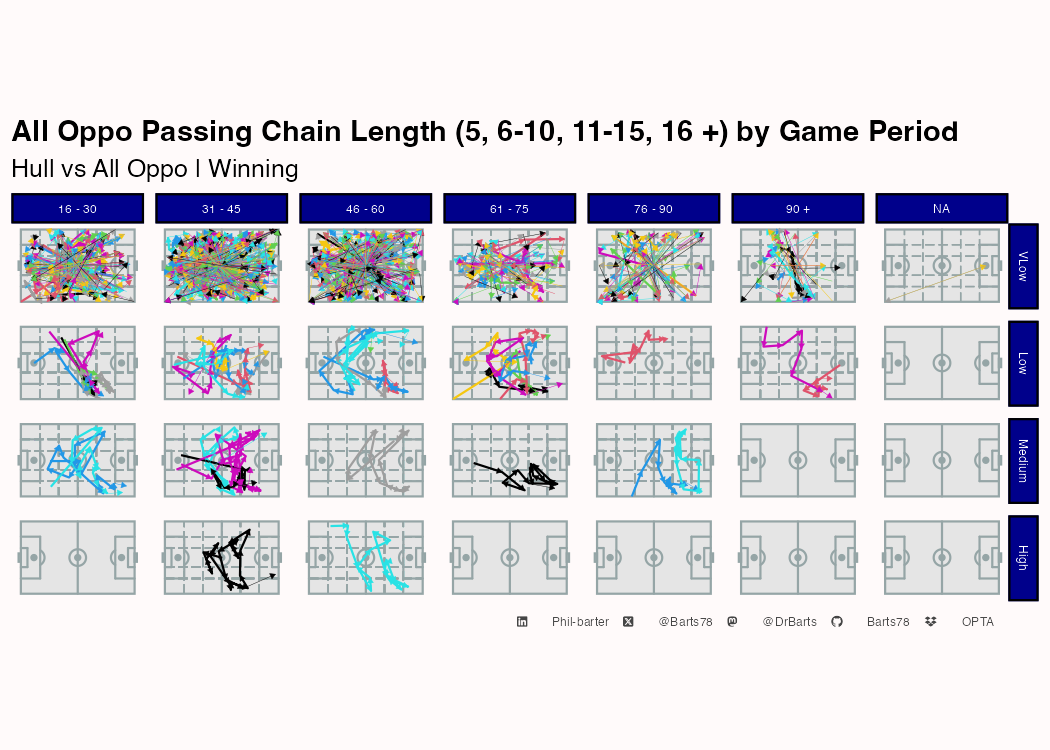 All Oppo Passing Chain Length (5, 6-10, 11-15, 16 +) by Game Period
Hull vs All Oppo | Winning
16 - 30
31 - 45
46 - 60
61 - 75
76 - 90
90 +
NA
VLow
Low
Medium
High
Phil-barter @Barts78 @DrBarts Barts78 OPTA